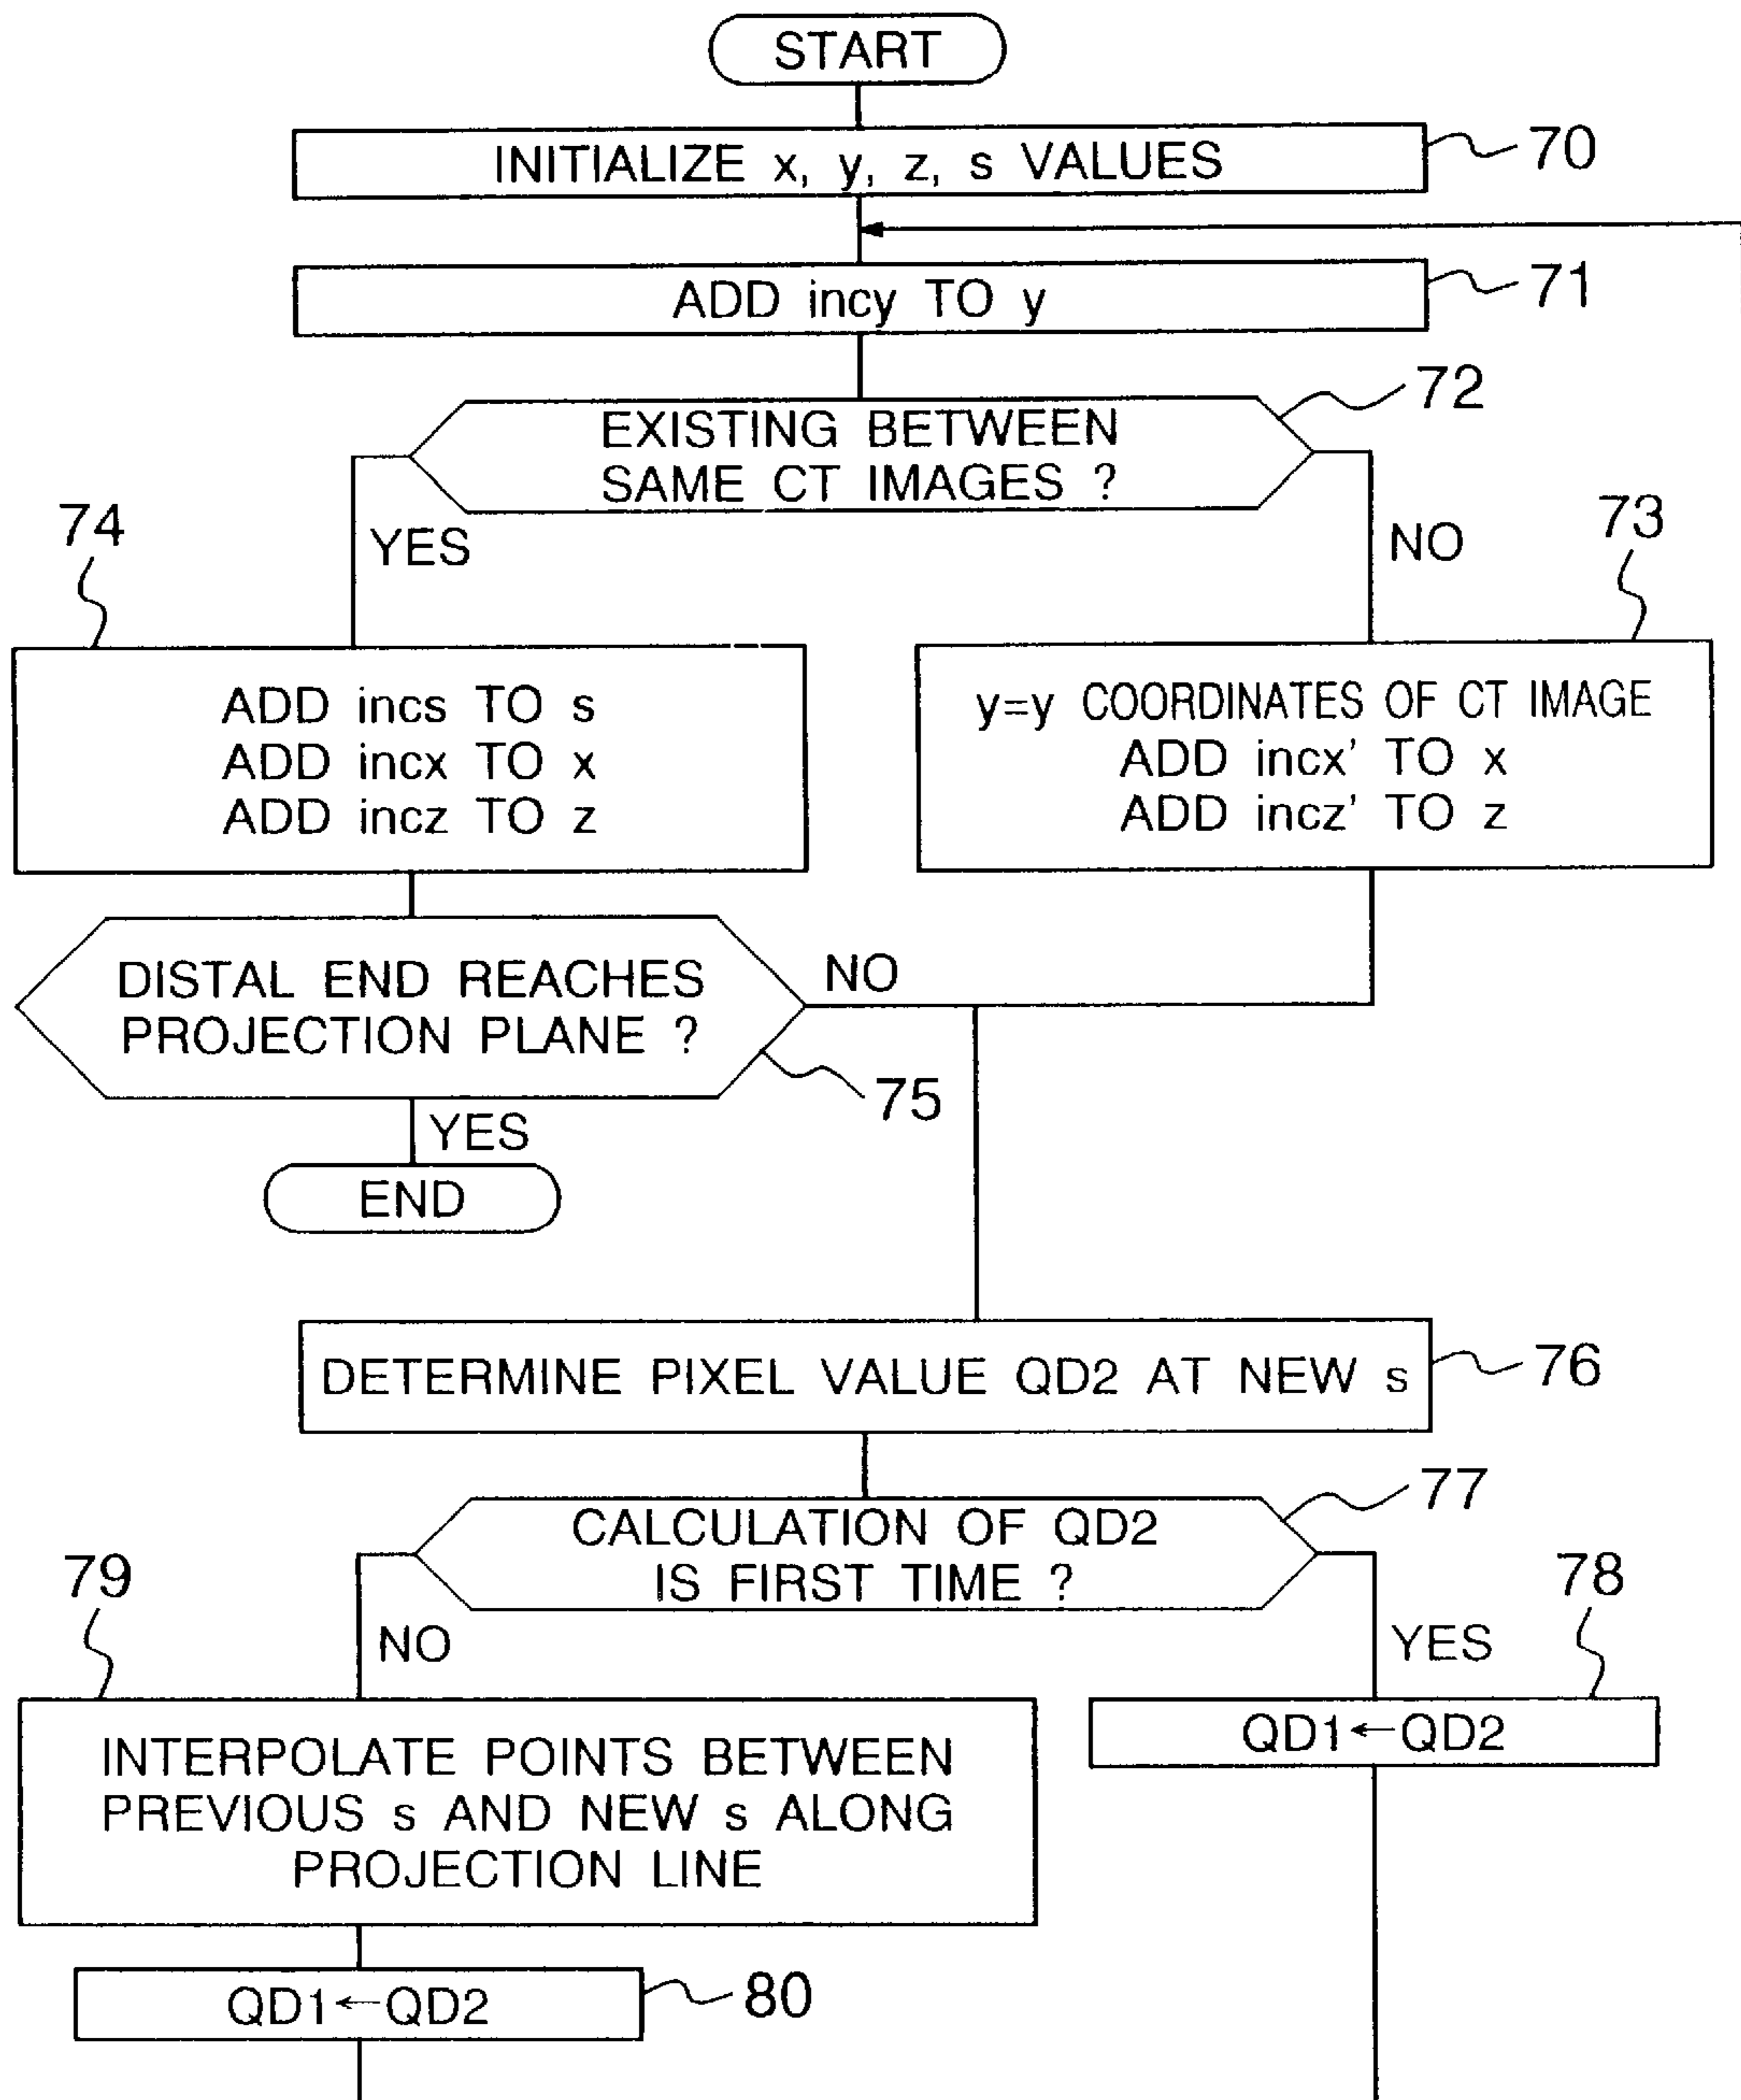 START
INITIALIZE x, y, z, s VALUES
70
ADD incy TO y
71
72
EXISTING BETWEEN
SAME CT IMAGES ?
74
YES
NO
73
ADD incs TO s
ADD incx TO x
ADD incz TO z
y=y COORDINATES OF CT IMAGE
ADD incx' TO x
ADD incz' TO z
DISTAL END REACHES
PROJECTION PLANE ?
NO
75
YES
END
DETERMINE PIXEL VALUE QD2 AT NEW s
76
77
CALCULATION OF QD2
IS FIRST TIME ?
79
NO
YES
78
INTERPOLATE POINTS BETWEEN
PREVIOUS s AND NEW s ALONG
PROJECTION LINE
QD1←QD2
QD1←QD2
80